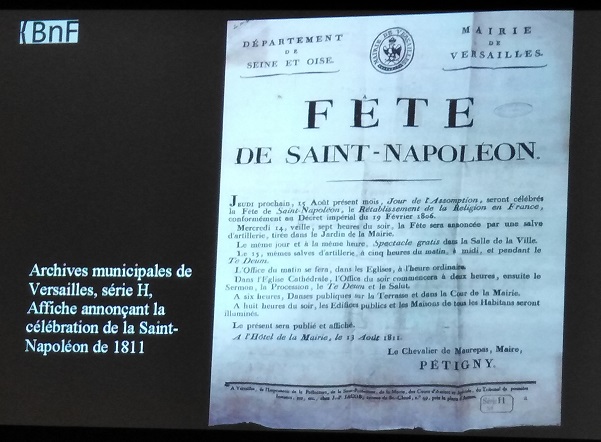 {BnF
DÉPARTEMENT
DE
SEINE ET OISE.
MAIRIE
DE
VERSAILLES.
MAIRIE DE VERSAILLES
FÊTE
DE SAINT-NAPOLÉON.
JEUDI prochain, 15 Août présent mois, Jour de l'Assomption, seront célébrés
la Fête de Saint-Napoléon, le Rétablissement de la Religion en France,
conformément au Décret impérial du 19 Février 1806.
Mercredi 14, veille, sept heures du soir, la Fête sera annoncée par une salve
d'artillerie, tirée dans le Jardin de la Mairie.
Le même jour et à la même heure, Spectacle gratis dans la Salle de la Ville.
Le 15, mêmes salves d'artillerie, à cinq heures du matin, à midi, et pendant le
Te Deum.
L'Office du matin se fera, dans les Eglises, à l'heure ordinaire.
Dans l'Eglise Cathédrale, l'Office du soir commencera à deux heures, ensuite le
Sermon, la Procession, le Te Deum et le Salut.
A six heures, Danses publiques sur la Terrasse et dans la Cour de la Mairie.
A huit heures du soir, les Edifices publics et les Maisons de tous les Habitans seront
illuminés.
Le présent sera publié et affiché.
A l'Hôtel de la Mairie, le 13 Août 1811.
Le Chevalier de Maurepas, Maire,
PÉTIGNY.
A Versailles, de l'Imprimerie de la Préfecture,
Archives municipales de
Versailles, série H,
Affiche annonçant la
célébration de la Saint-
Napoléon de 1811